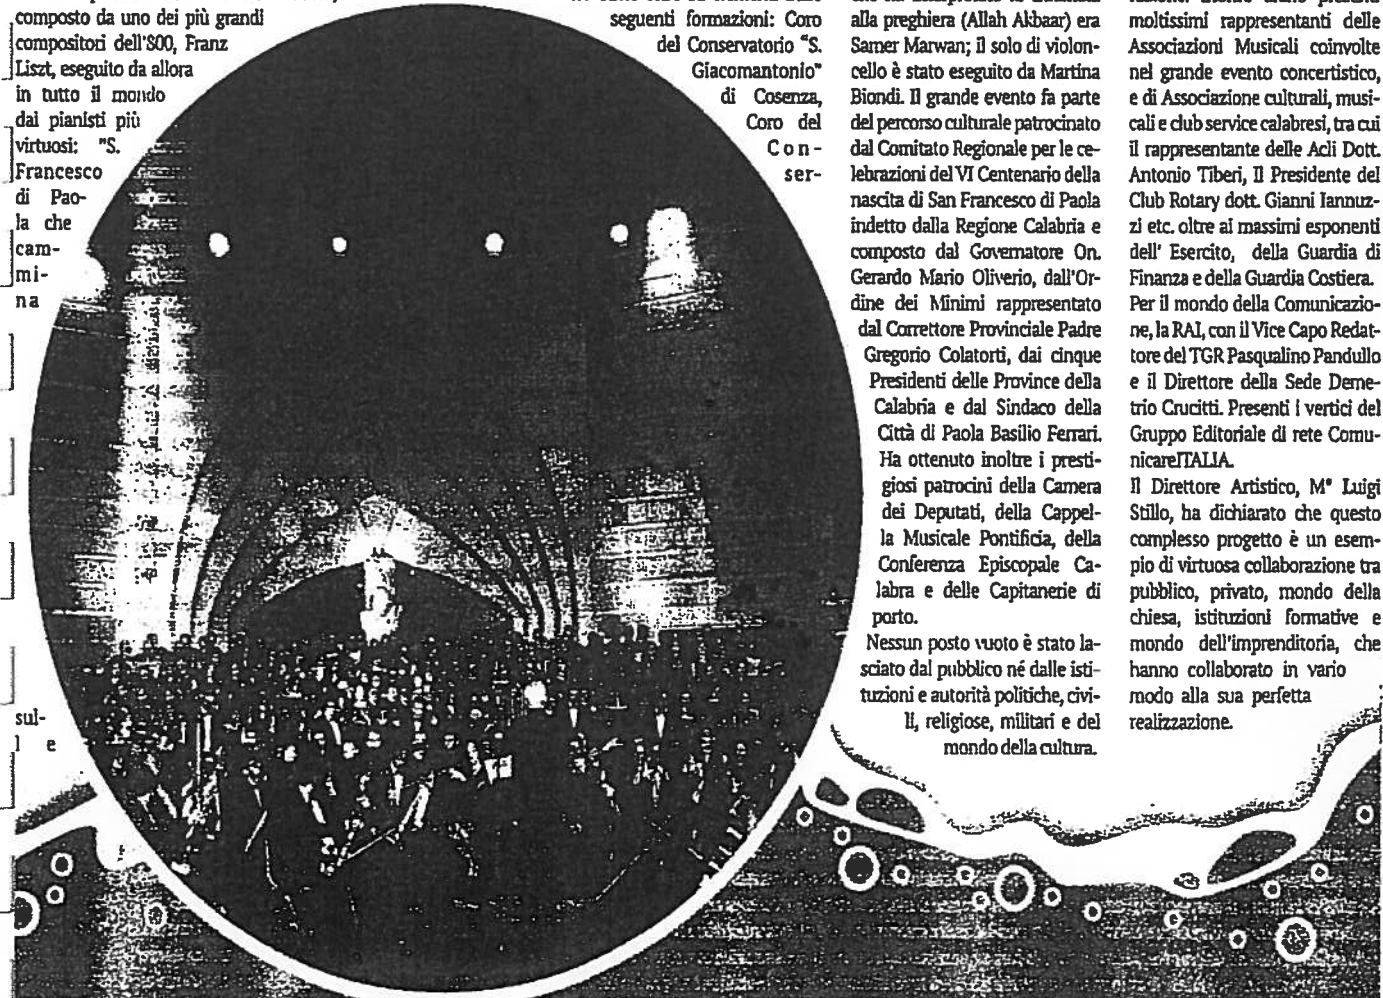 composto da uno dei più grandi
compositori dell'800, Franz
Liszt, eseguito da allora
in tutto il mondo
dai pianisti più
virtuosi: "S.
Francesco
di Pao-
la che
cam-
mi-
na
sul-
l e
seguenti formazioni: Coro
del Conservatorio "S.
Giacomantonio"
di Cosenza,
Coro del
Con-
ser-
alla preghiera (Allah Akbaar) era
Samer Marwan; il solo di violon-
cello è stato eseguito da Martina
Biondi. Il grande evento fa parte
del percorso culturale patrocinato
dal Comitato Regionale per le ce-
lebrazioni del VI Centenario della
nascita di San Francesco di Paola
indetto dalla Regione Calabria e
composto dal Governatore On.
Gerardo Mario Oliverio, dall'Or-
dine dei Minimi rappresentato
dal Correttore Provinciale Padre
Gregorio Colatorti, dai cinque
Presidenti delle Province della
Calabria e dal Sindaco della
Città di Paola Basilio Ferrari.
Ha ottenuto inoltre i presti-
giosi patrocini della Camera
dei Deputati, della Cappel-
la Musicale Pontificia, della
Conferenza Episcopale Ca-
labra e delle Capitanerie di
porto.
Nessun posto vuoto è stato la-
sciato dal pubblico né dalle isti-
tuzioni e autorità politiche, civi-
li, religiose, militari e del
mondo della cultura.
moltissimi rappresentanti delle
Associazioni Musicali coinvolte
nel grande evento concertistico,
e di Associazione culturali, musi-
cali e club service calabresi, tra cui
il rappresentante delle Acli Dott.
Antonio Tiberi, Il Presidente del
Club Rotary dott. Gianni Iannuz-
zi etc. oltre ai massimi esponenti
dell' Esercito, della Guardia di
Finanza e della Guardia Costiera.
Per il mondo della Comunicazio-
ne, la RAI, con il Vice Capo Redat-
tore del TGR Pasqualino Pandullo
e il Direttore della Sede Deme-
trio Crucitti. Presenti i vertici del
Gruppo Editoriale di rete Comu-
nicareITALIA.
Il Direttore Artistico, M° Luigi
Stillo, ha dichiarato che questo
complesso progetto è un esem-
pio di virtuosa collaborazione tra
pubblico, privato, mondo della
chiesa, istituzioni formative e
mondo dell'imprenditoria, che
hanno collaborato in vario
modo alla sua perfetta
realizzazione.